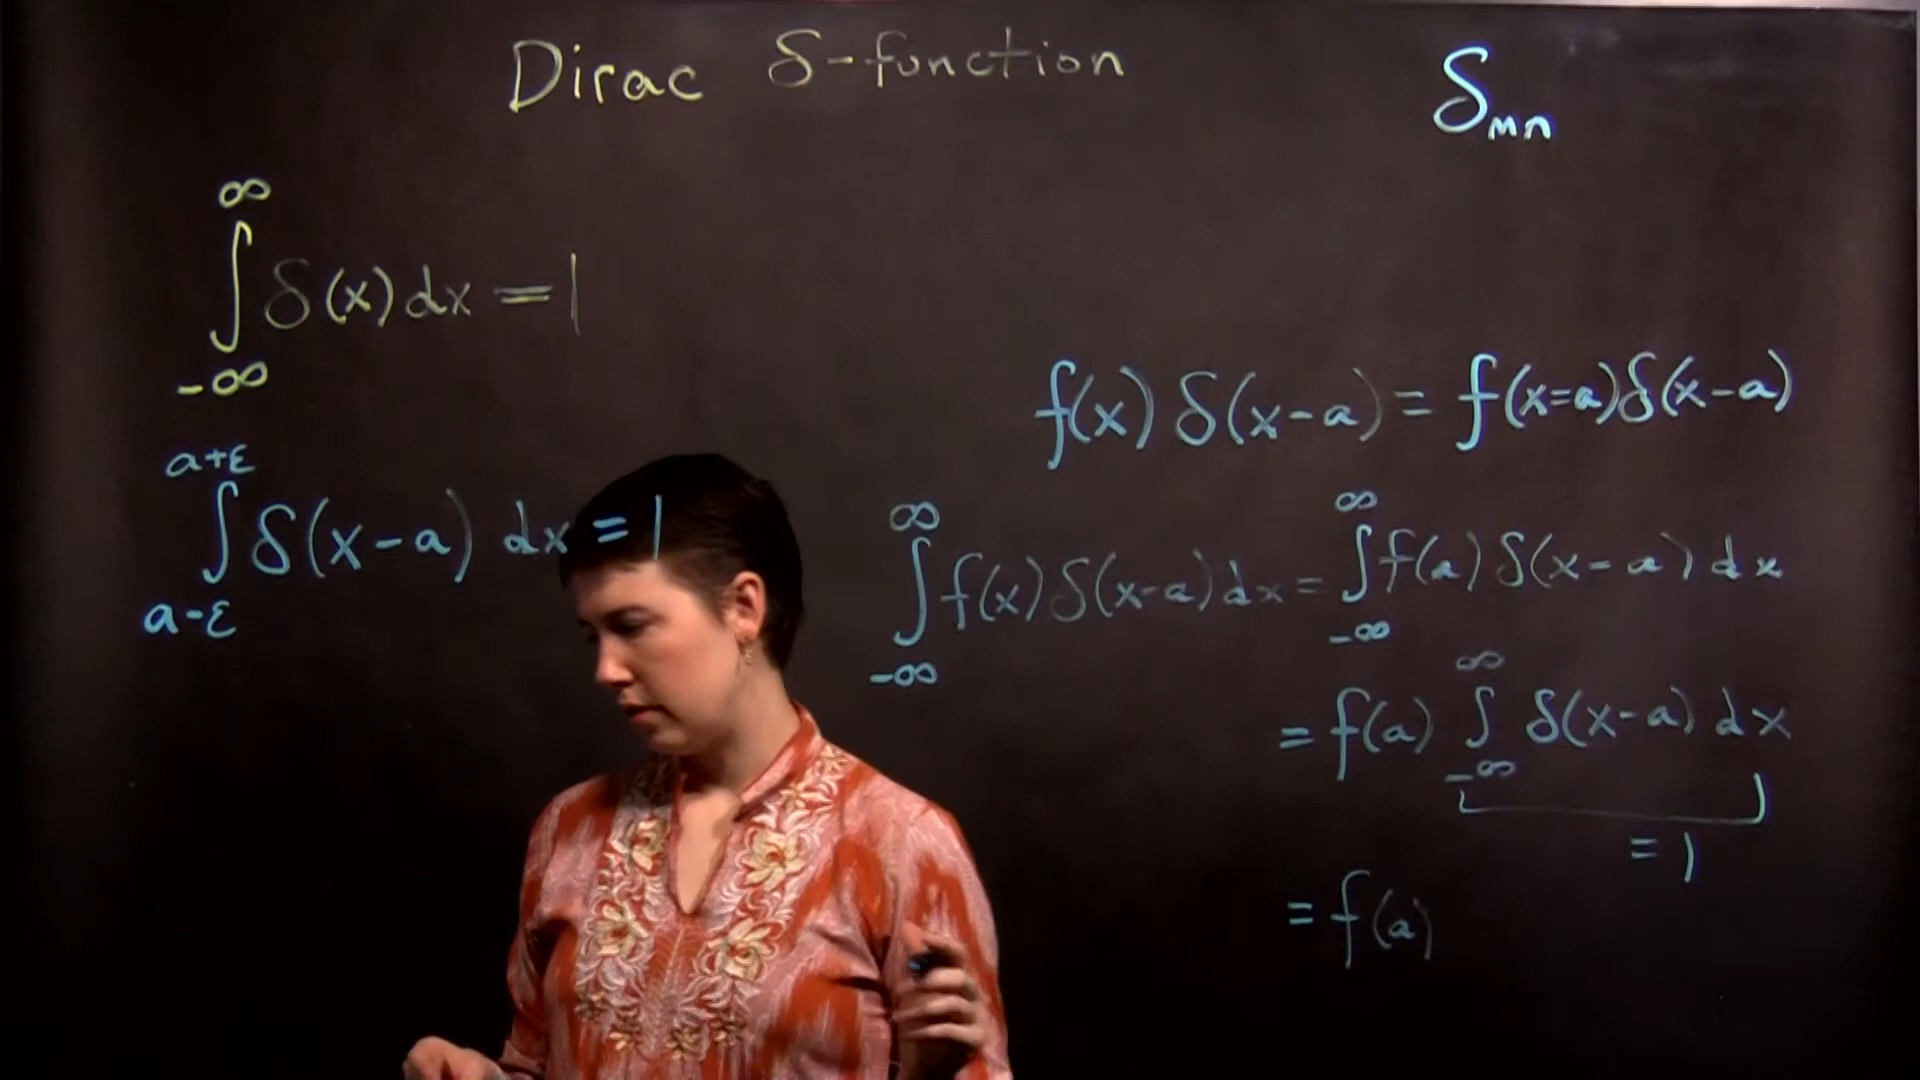 Dirac δ-function
δₘₙ
∫_{-∞}^{∞} δ(x) dx = 1
∫_{a-ε}^{a+ε} δ(x-a) dx = 1
f(x) δ(x-a) = f(x=a) δ(x-a)
∫_{-∞}^{∞} f(x) δ(x-a) dx = ∫_{-∞}^{∞} f(a) δ(x-a) dx
= f(a) ∫_{-∞}^{∞} δ(x-a) dx
= 1
= f(a)